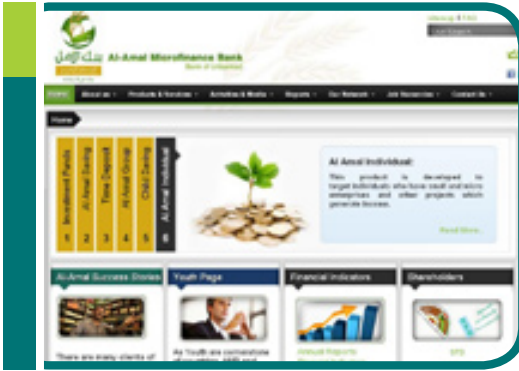 بنك الأمل
Al-Amal Microfinance Bank
Home
About us
Products & Services
Activities & Media
Reports
Our Network
Job Vacancies
Contact Us
Home
1 Investment Funds
2 Al Amal Saving
3 Time Deposit
4 Al Amal Group
5 Child Saving
6 Al Amal Individual
Al Amal Individual:
This product is developed to
target individuals who have small and micro
enterprises and other projects which
generate income.
Read More...
Al-Amal Success Stories
Youth Page
Financial Indicators
Shareholders
There are many clients of
As Youth are cornerstone
Annual Reports
SFD